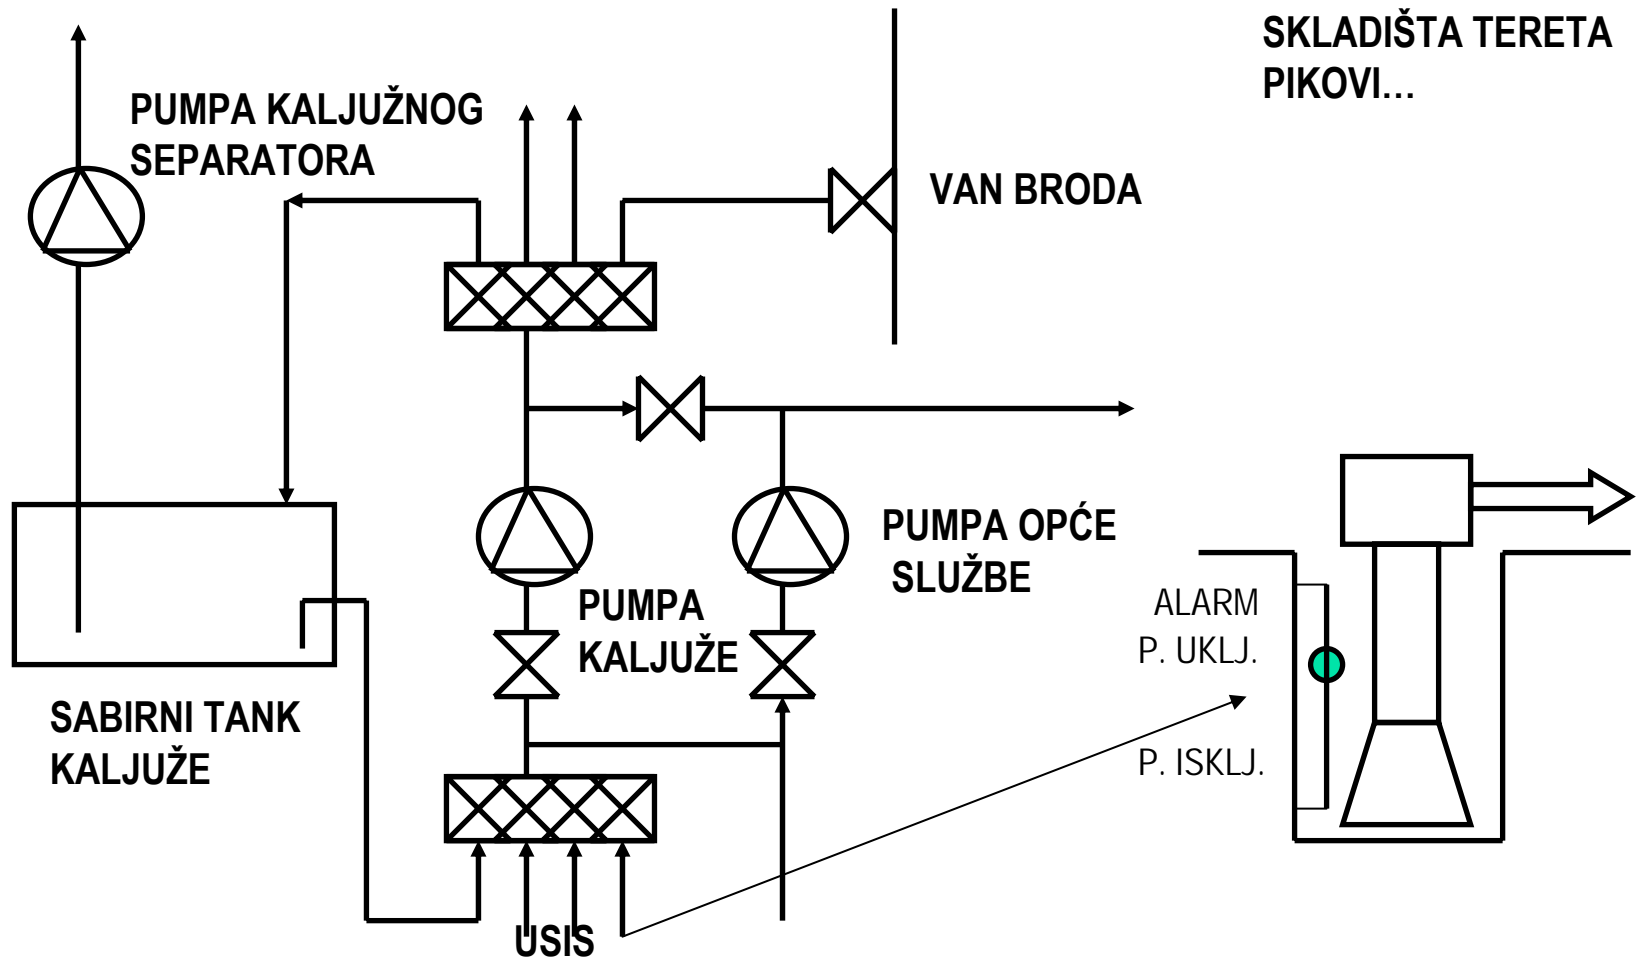 SKLADIŠTA TERETA
PIKOVI...
PUMPA KALJUŽNOG
SEPARATORA
VAN BRODA
PUMPA OPĆE
SLUŽBE
PUMPA
KALJUŽE
ALARM
P. UKLJ.
P. ISKLJ.
SABIRNI TANK
KALJUŽE
USIS